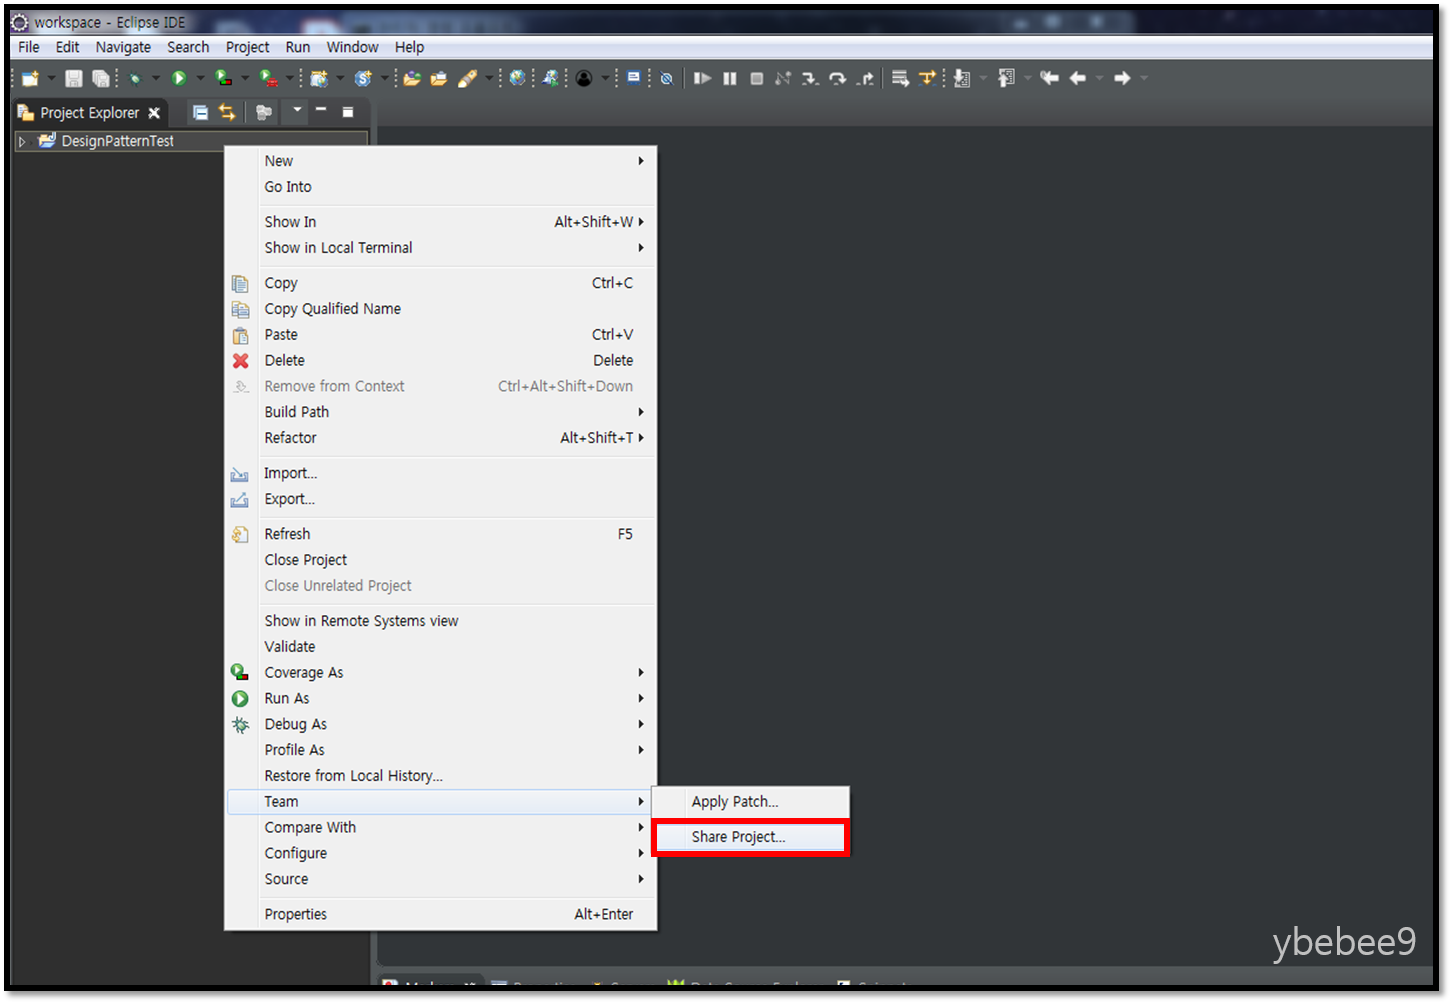 workspace - Eclipse IDE
File Edit Navigate Search Project Run Window Help
Project Explorer
DesignPatternTest
New
Go Into
Show In Alt+Shift+W
Show in Local Terminal
Copy Ctrl+C
Copy Qualified Name
Paste Ctrl+V
Delete Delete
Remove from Context Ctrl+Alt+Shift+Down
Build Path
Refactor Alt+Shift+T
Import...
Export...
Refresh F5
Close Project
Close Unrelated Project
Show in Remote Systems view
Validate
Coverage As
Run As
Debug As
Profile As
Restore from Local History...
Team
Apply Patch...
Compare With
Share Project...
Configure
Source
Properties Alt+Enter
ybebee9